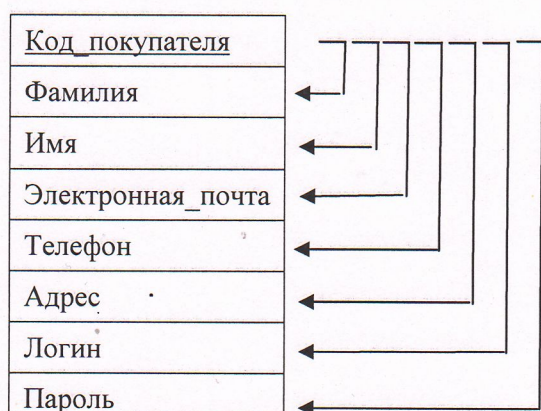 Код_покупателя
Фамилия
Имя
Электронная_почта
Телефон
Адрес
Логин
Пароль